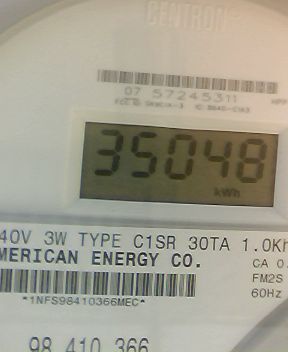 CENTRON
07 57245311
35048
kWh
40V 3W TYPE C1SR 30TA 1.0Kh
MERICAN ENERGY CO.
CA 0.
FM2S
60Hz
*1NFS98410366MEC*
98 410 366